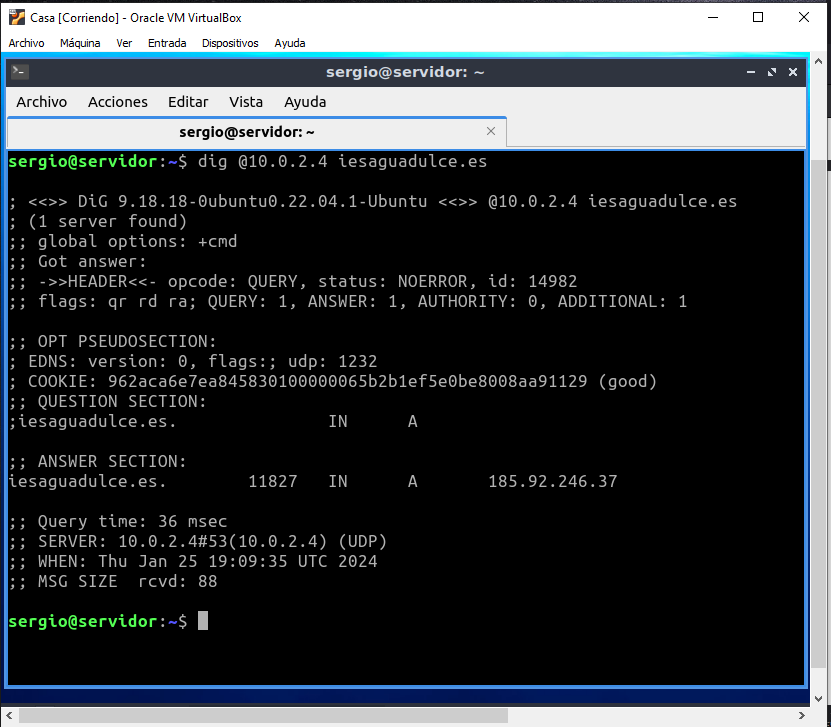 Casa [Corriendo] - Oracle VM VirtualBox
Archivo Máquina Ver Entrada Dispositivos Ayuda
sergio@servidor: ~
Archivo Acciones Editar Vista Ayuda
sergio@servidor: ~
sergio@servidor:~$ dig @10.0.2.4 iesaguadulce.es
; <<>> DiG 9.18.18-0ubuntu0.22.04.1-Ubuntu <<>> @10.0.2.4 iesaguadulce.es
; (1 server found)
;; global options: +cmd
;; Got answer:
;; ->>HEADER<<- opcode: QUERY, status: NOERROR, id: 14982
;; flags: qr rd ra; QUERY: 1, ANSWER: 1, AUTHORITY: 0, ADDITIONAL: 1
;; OPT PSEUDOSECTION:
; EDNS: version: 0, flags:; udp: 1232
; COOKIE: 962aca6e7ea845830100000065b2b1ef5e0be8008aa91129 (good)
;; QUESTION SECTION:
;iesaguadulce.es. IN A
;; ANSWER SECTION:
iesaguadulce.es. 11827 IN A 185.92.246.37
;; Query time: 36 msec
;; SERVER: 10.0.2.4#53(10.0.2.4) (UDP)
;; WHEN: Thu Jan 25 19:09:35 UTC 2024
;; MSG SIZE  rcvd: 88
sergio@servidor:~$